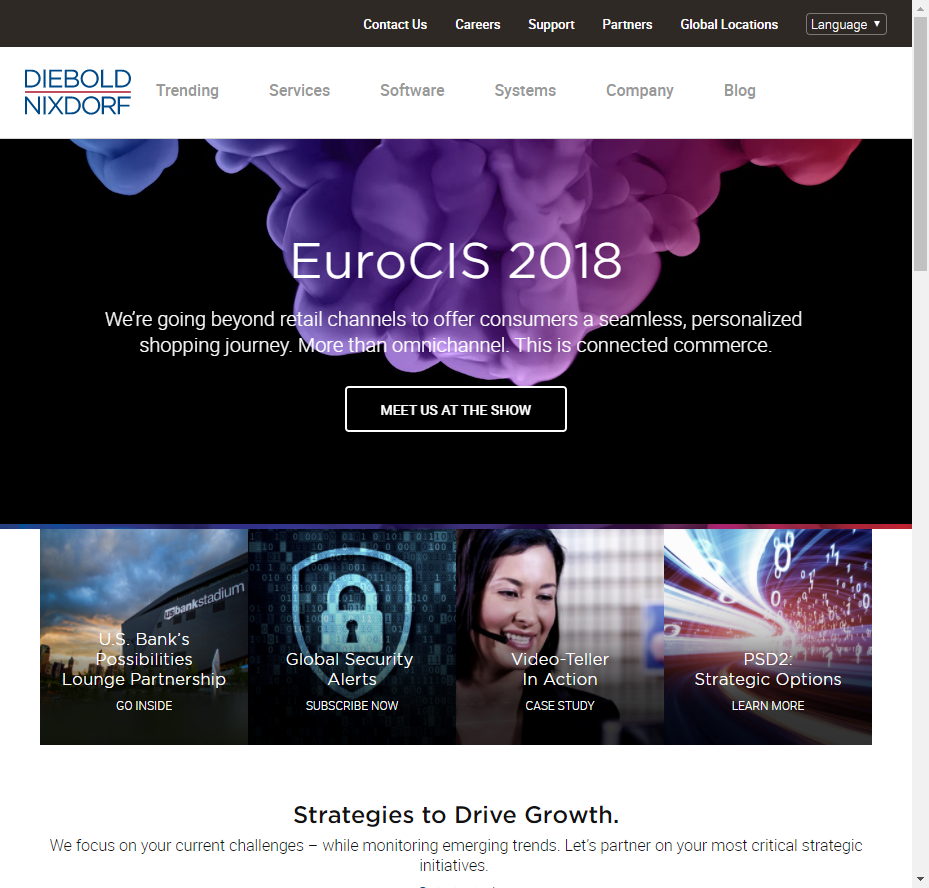 Contact Us Careers Support Partners Global Locations Language
DIEBOLD
NIXDORF
Trending Services Software Systems Company Blog
EuroCIS 2018
We're going beyond retail channels to offer consumers a seamless, personalized
shopping journey. More than omnichannel. This is connected commerce.
MEET US AT THE SHOW
usbankstadium
U.S. Bank's
Possibilities
Lounge Partnership
GO INSIDE
Global Security
Alerts
SUBSCRIBE NOW
Video-Teller
In Action
CASE STUDY
PSD2:
Strategic Options
LEARN MORE
Strategies to Drive Growth.
We focus on your current challenges – while monitoring emerging trends. Let's partner on your most critical strategic
initiatives.